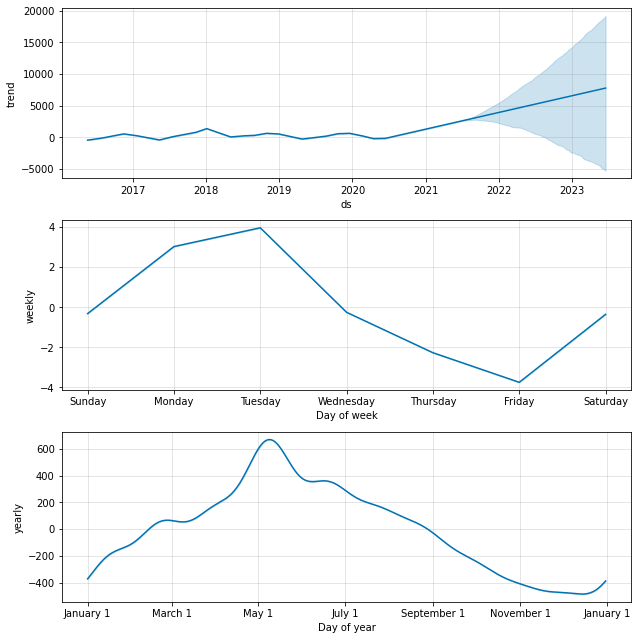 20000
15000
10000
5000
0
−5000
trend
2017 2018 2019 2020 2021 2022 2023
ds
4
2
0
−2
−4
weekly
Sunday Monday Tuesday Wednesday Thursday Friday Saturday
Day of week
600
400
200
0
−200
−400
yearly
January 1 March 1 May 1 July 1 September 1 November 1 January 1
Day of year